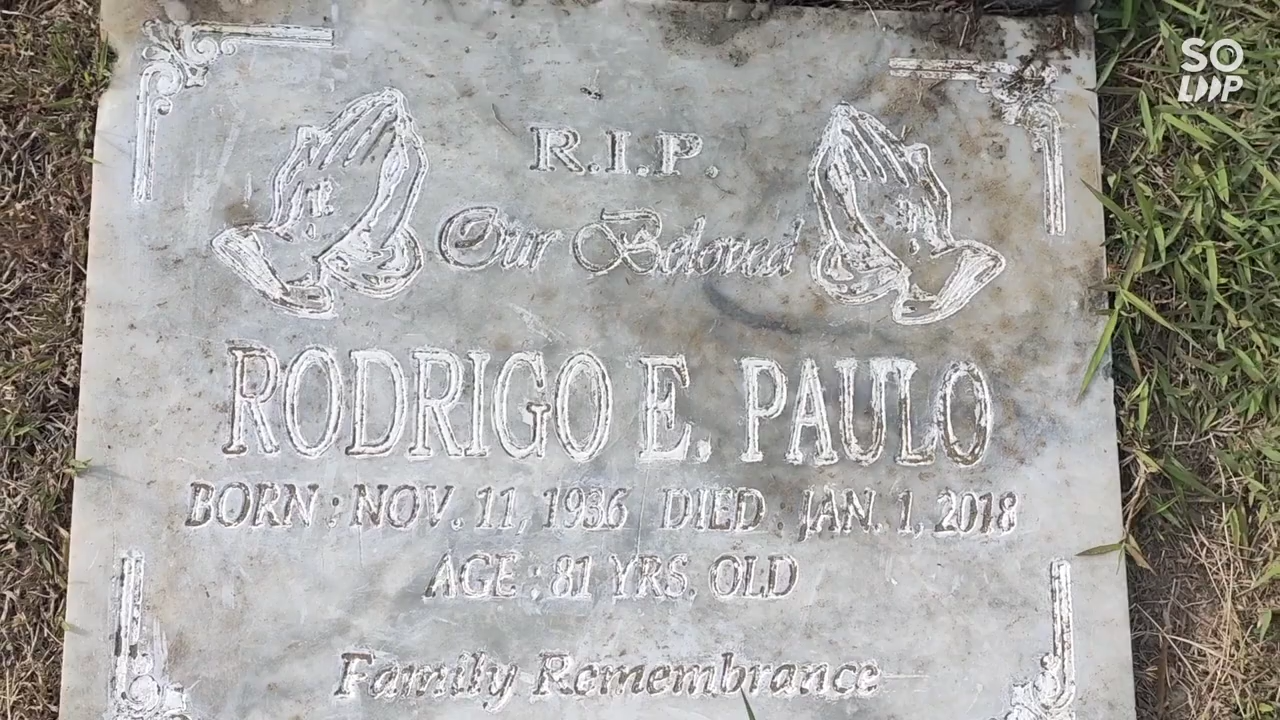 SO
LOOP
R.I.P.
Our Beloved
RODRIGO E. PAULO
BORN : NOV. 11, 1936 DIED : JAN. 1, 2018
AGE : 81 YRS. OLD
Family Remembrance